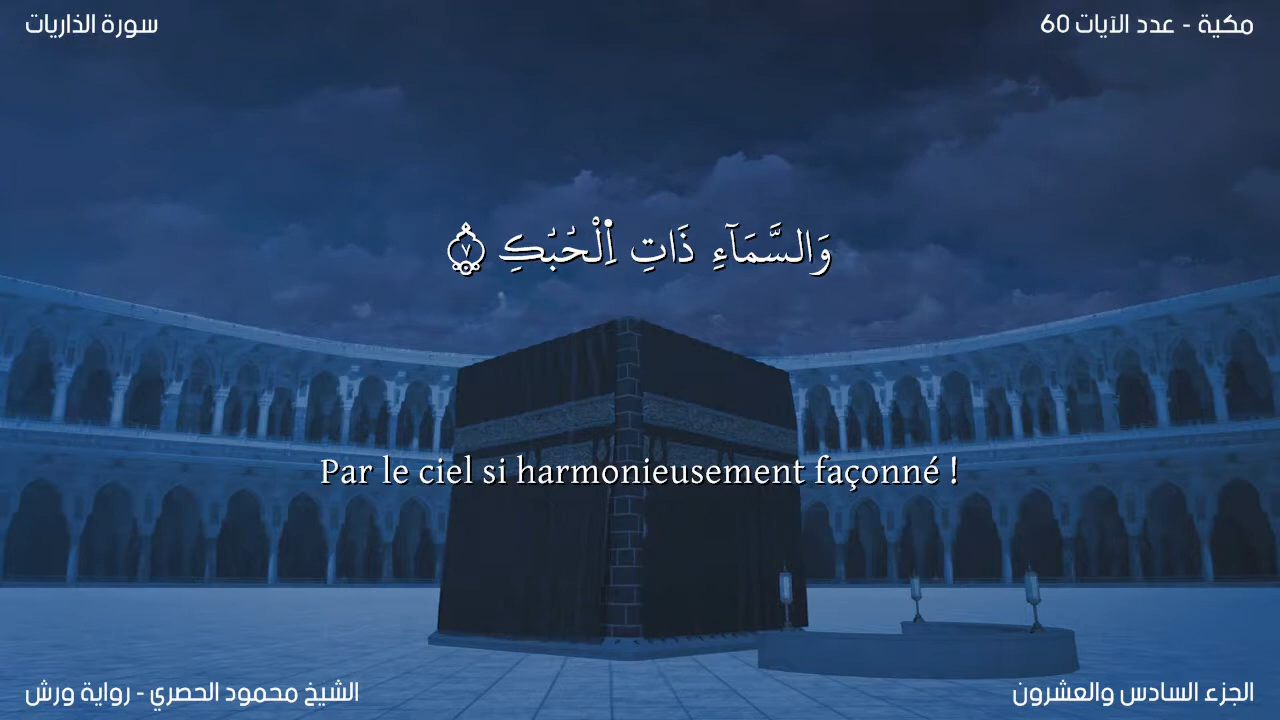 سورة الذاريات
مكية - عدد الآيات 60
وَالسَّمَآءِ ذَاتِ اِ۬لْحُبُكِ ٧
Par le ciel si harmonieusement façonné !
الشيخ محمود الحصري - رواية ورش
الجزء السادس والعشرون